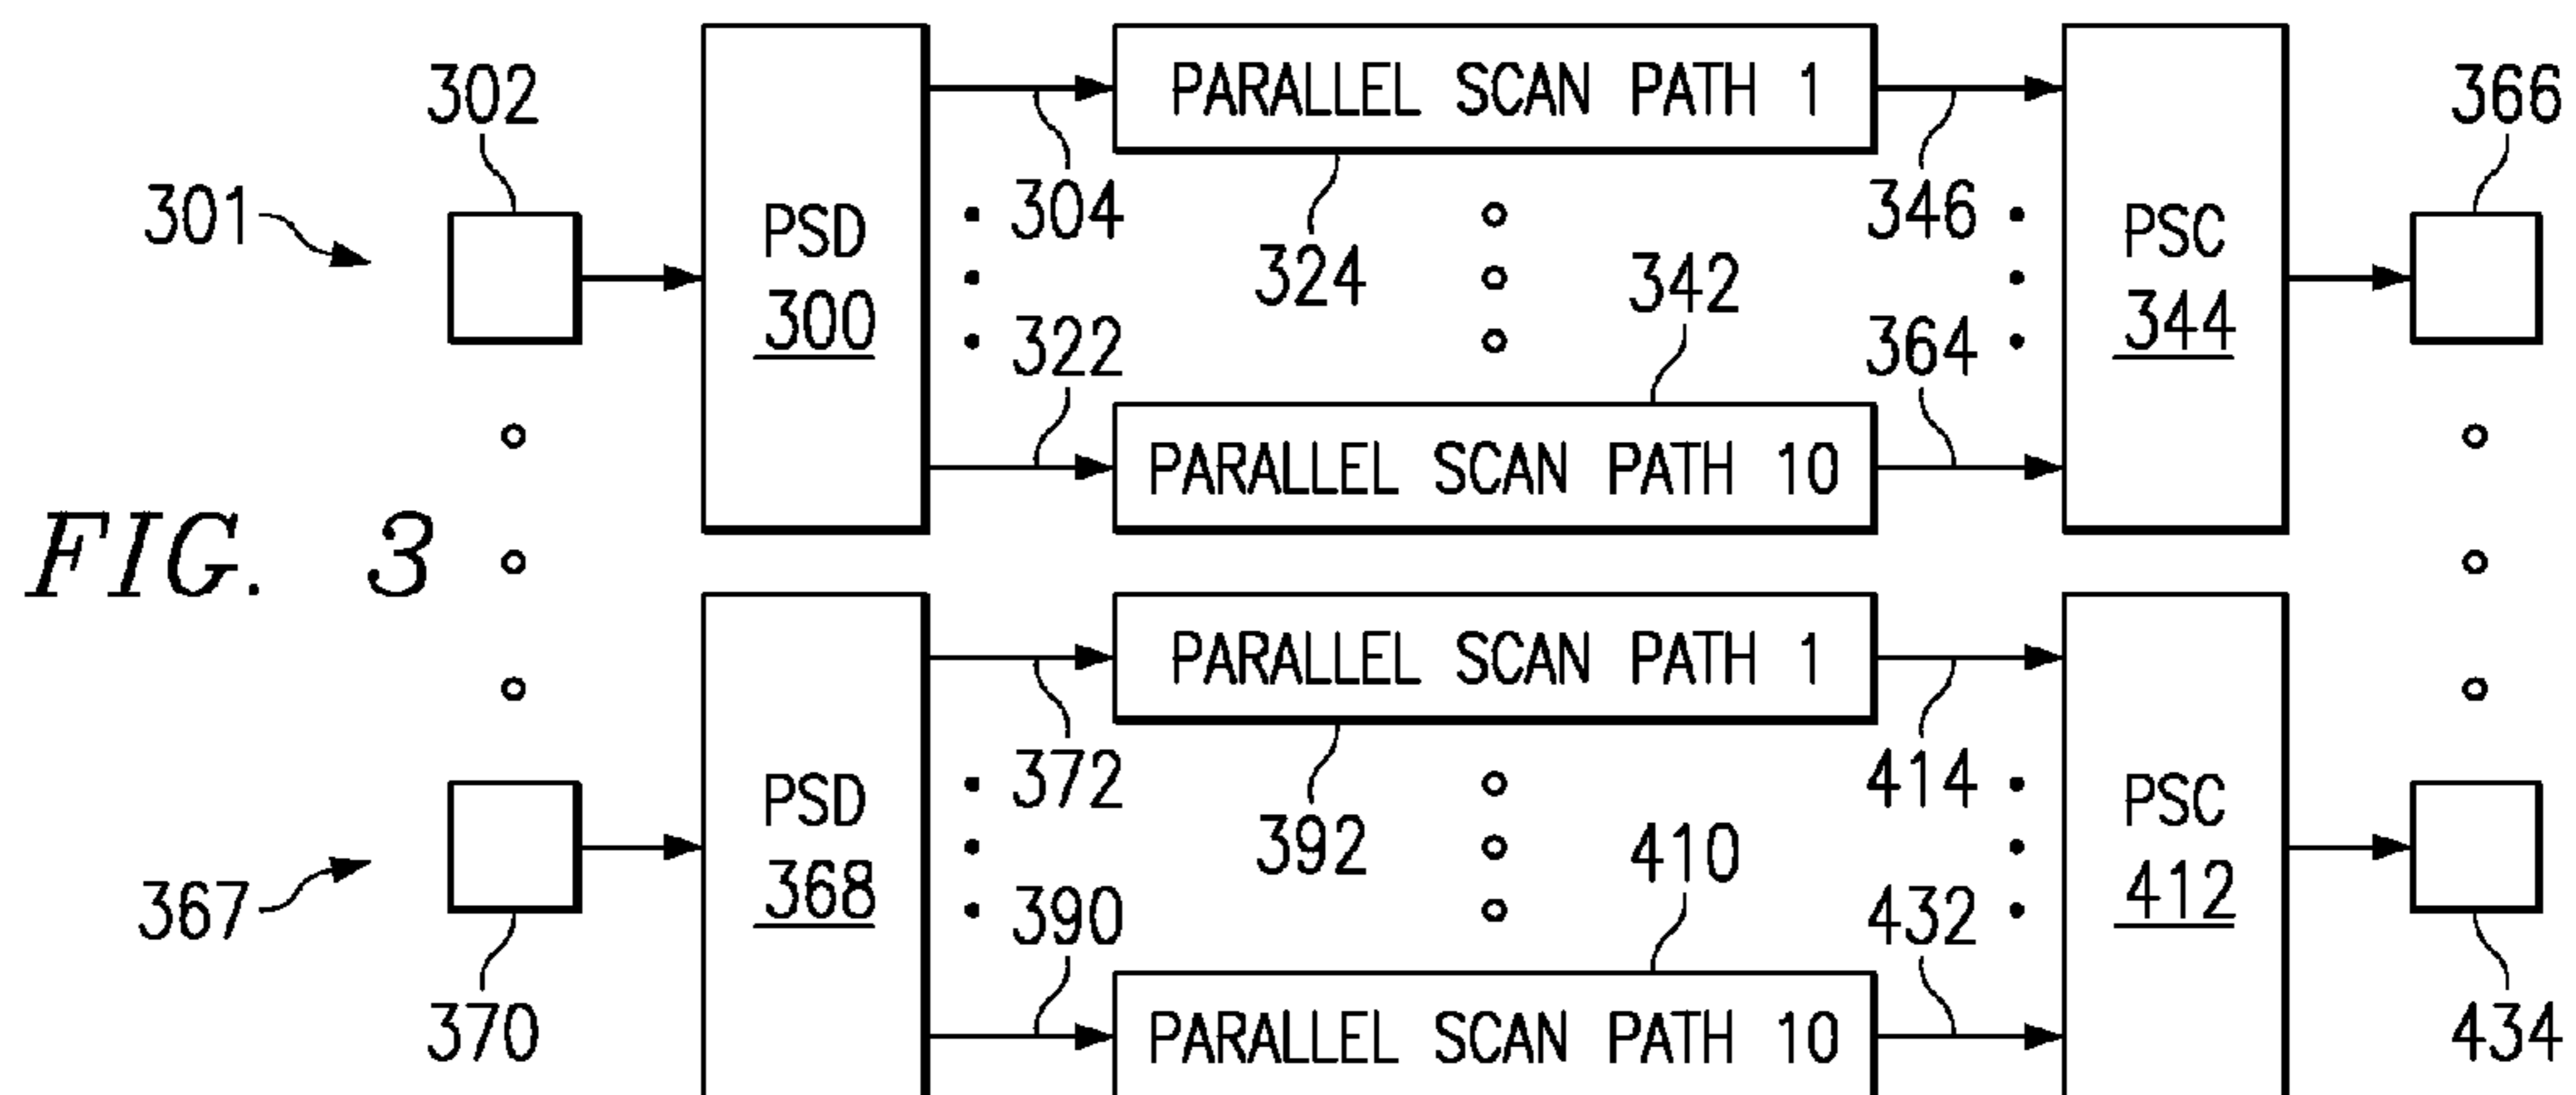 302
301
PSD
300
304
322
PARALLEL SCAN PATH 1
324
342
PARALLEL SCAN PATH 10
346
364
PSC
344
366
FIG. 3
367
370
PSD
368
372
390
PARALLEL SCAN PATH 1
392
410
PARALLEL SCAN PATH 10
414
432
PSC
412
434